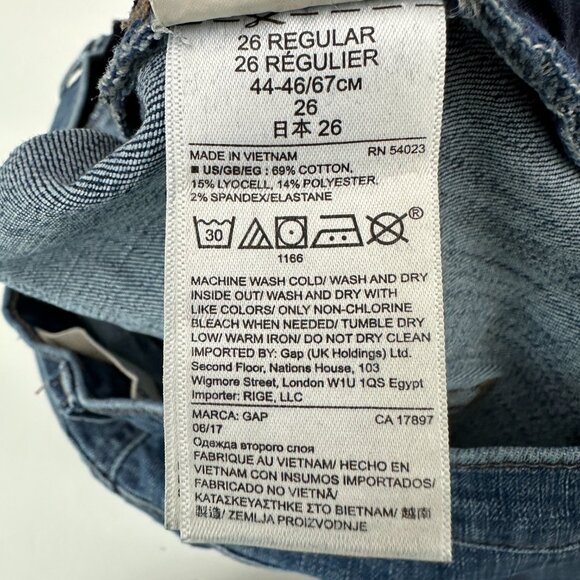 26 REGULAR
26 RÉGULIER
44-46/67CM
26
日本 26
MADE IN VIETNAM RN 54023
■ US/GB/EG : 69% COTTON,
15% LYOCELL, 14% POLYESTER,
2% SPANDEX/ELASTANE
30
®
1166
MACHINE WASH COLD/ WASH AND DRY
INSIDE OUT/ WASH AND DRY WITH
LIKE COLORS/ ONLY NON-CHLORINE
BLEACH WHEN NEEDED/ TUMBLE DRY
LOW/ WARM IRON/ DO NOT DRY CLEAN
IMPORTED BY: Gap (UK Holdings) Ltd.
Second Floor, Nations House, 103
Wigmore Street, London W1U 1QS Egypt
Importer: RIGE, LLC
MARCA: GAP CA 17897
06/17
Одежда второго слоя
FABRIQUE AU VIETNAM/ HECHO EN
VIETNAM CON INSUMOS IMPORTADOS/
FABRICADO NO VIETNÃ/
ΚΑΤΑΣΚΕΥΑΣΤΗΚΕ ΣΤΟ ΒΙΕΤΝΑΜ/ 越南
製造/ ZEMLJA PROIZVODNJE